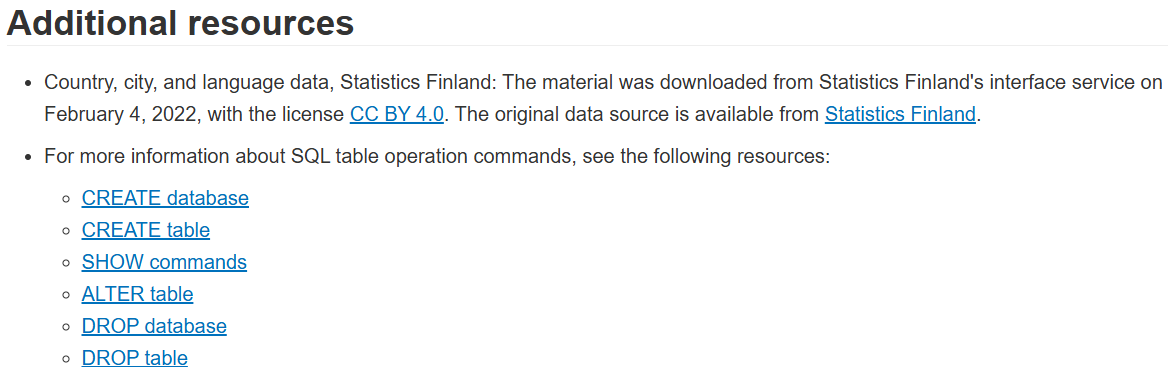 Additional resources
Country, city, and language data, Statistics Finland: The material was downloaded from Statistics Finland's interface service on
February 4, 2022, with the license CC BY 4.0. The original data source is available from Statistics Finland.
For more information about SQL table operation commands, see the following resources:
CREATE database
CREATE table
SHOW commands
ALTER table
DROP database
DROP table